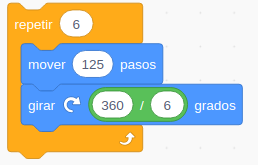 repetir 6
mover 125 pasos
girar 360 / 6 grados